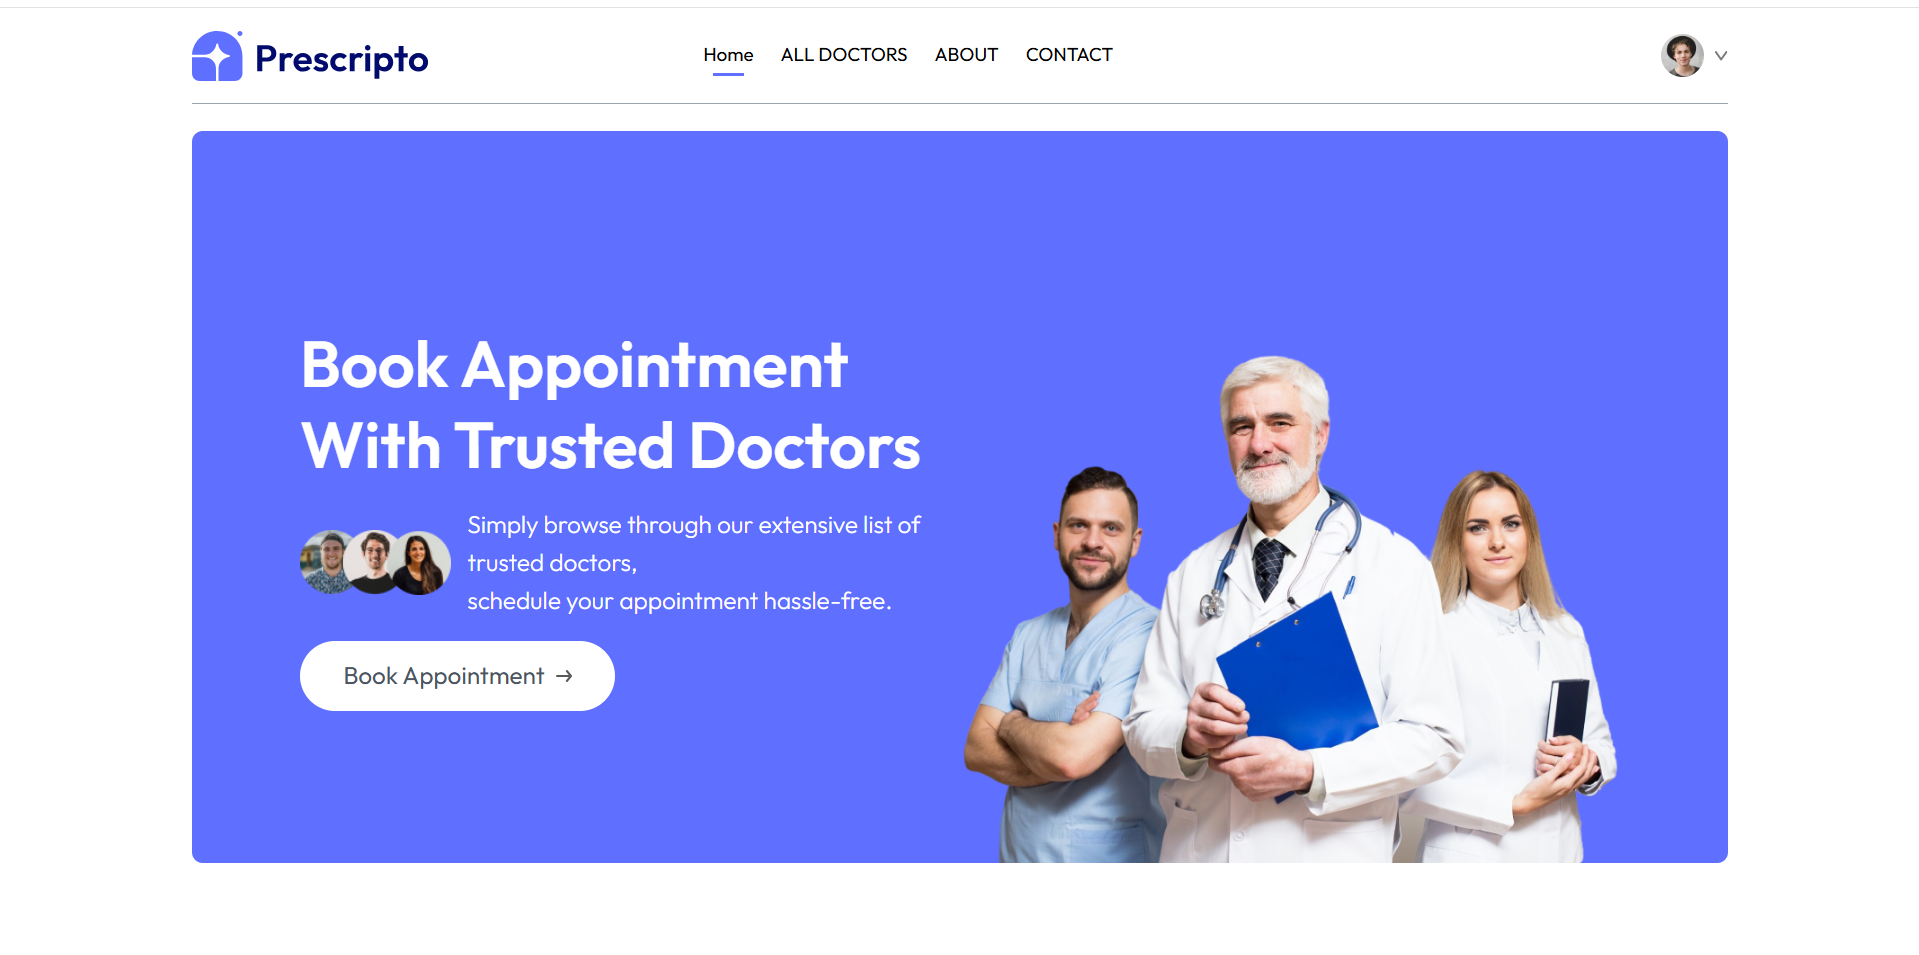 Prescripto
Home ALL DOCTORS ABOUT CONTACT
Book Appointment
With Trusted Doctors
Simply browse through our extensive list of
trusted doctors,
schedule your appointment hassle-free.
Book Appointment →